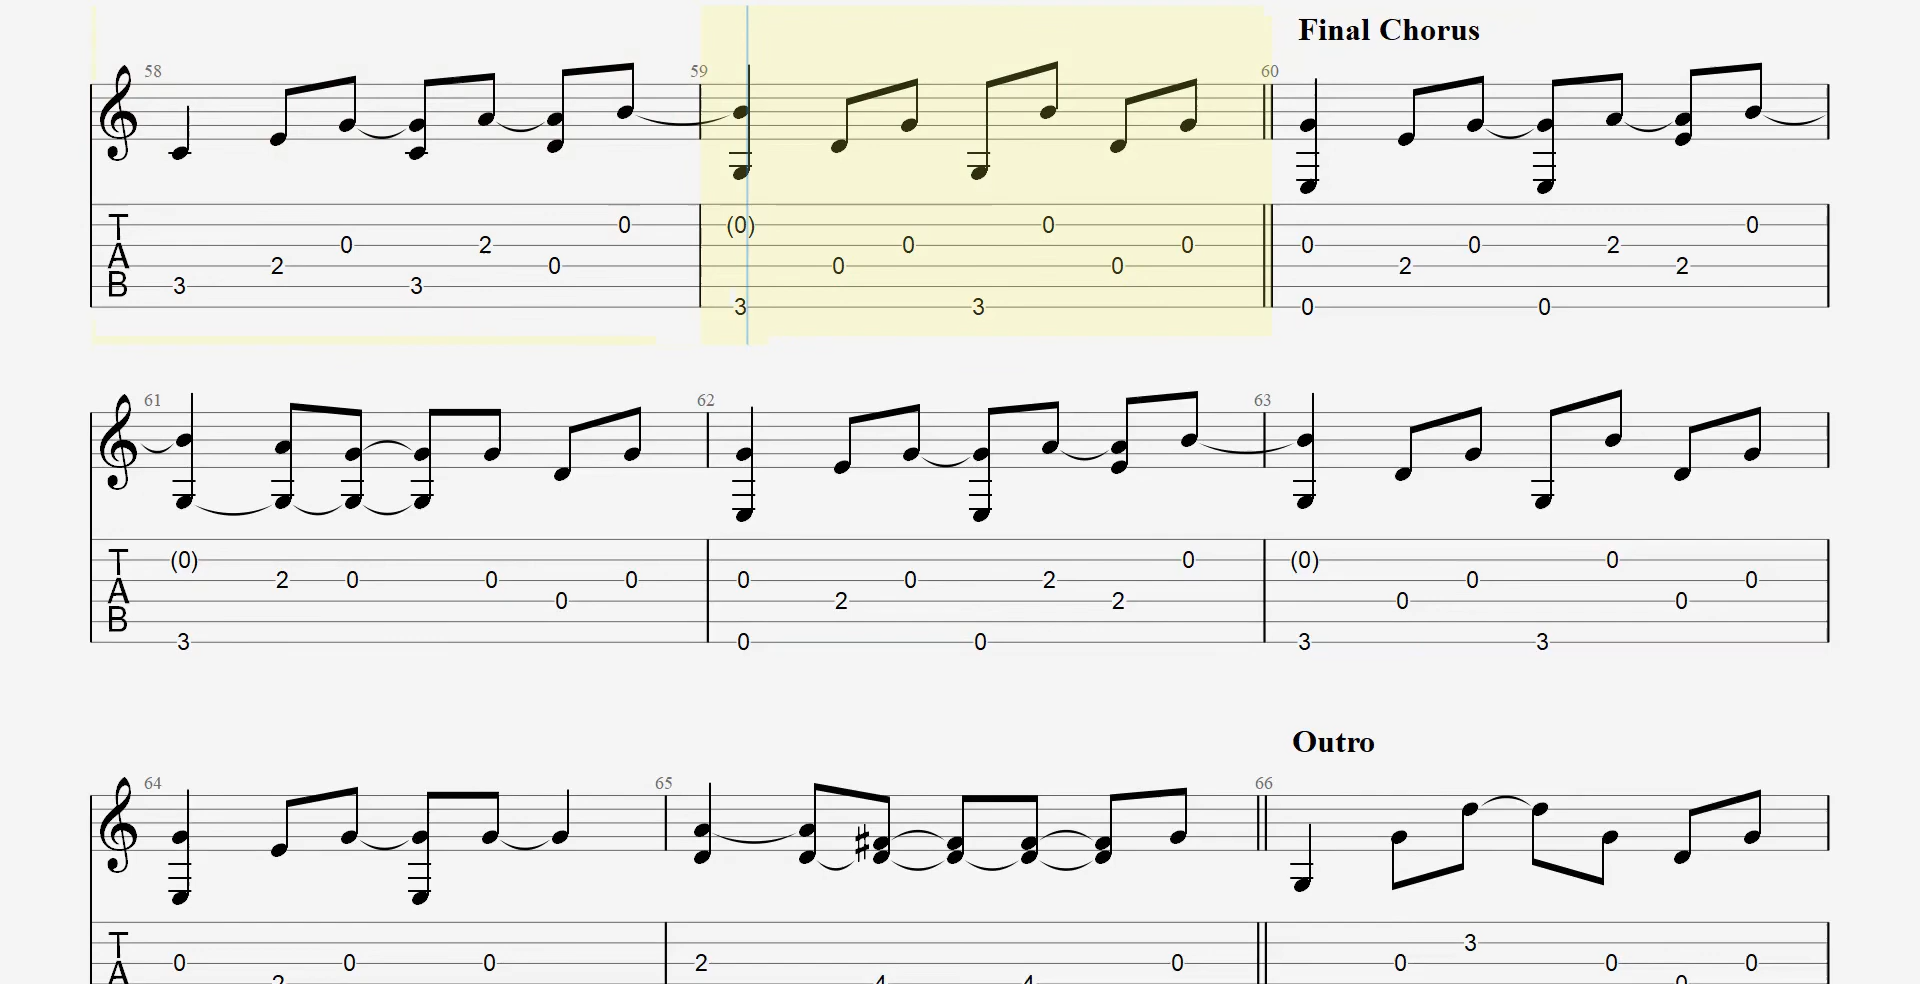 Final Chorus
58 59 60
T A B
0 (0) 0 0
0 2 0 0 0 0 2
2 0 0 0 2 2
3 3
3 3 0 0
61 62 63
T A B
(0) 0 (0) 0
2 0 0 0 0 0 2 0 0
0 2 2 0 0
3 0 0 3 3
Outro
64 65 66
T
3
0 0 0 2 0 0 0 0